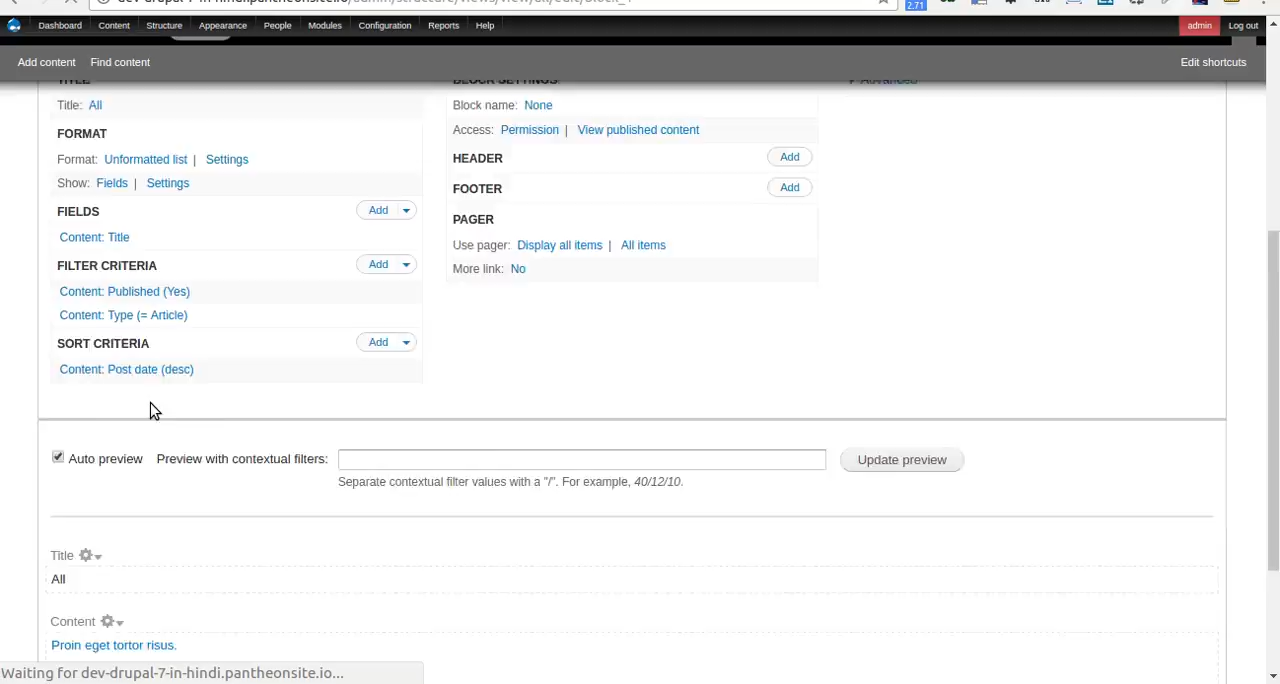 2.71
Dashboard Content Structure Appearance People Modules Configuration Reports Help admin Log out
Add content Find content Edit shortcuts
TITLE BLOCK SETTINGS Advanced
Title: All Block name: None
Access: Permission | View published content
FORMAT
Format: Unformatted list | Settings
HEADER Add
Show: Fields | Settings
FOOTER Add
FIELDS Add
PAGER
Content: Title
Use pager: Display all items | All items
FILTER CRITERIA Add
More link: No
Content: Published (Yes)
Content: Type (= Article)
SORT CRITERIA Add
Content: Post date (desc)
Auto preview Preview with contextual filters: Update preview
Separate contextual filter values with a "/". For example, 40/12/10.
Title
All
Content
Proin eget tortor risus.
Waiting for dev-drupal-7-in-hindi.pantheonsite.io...